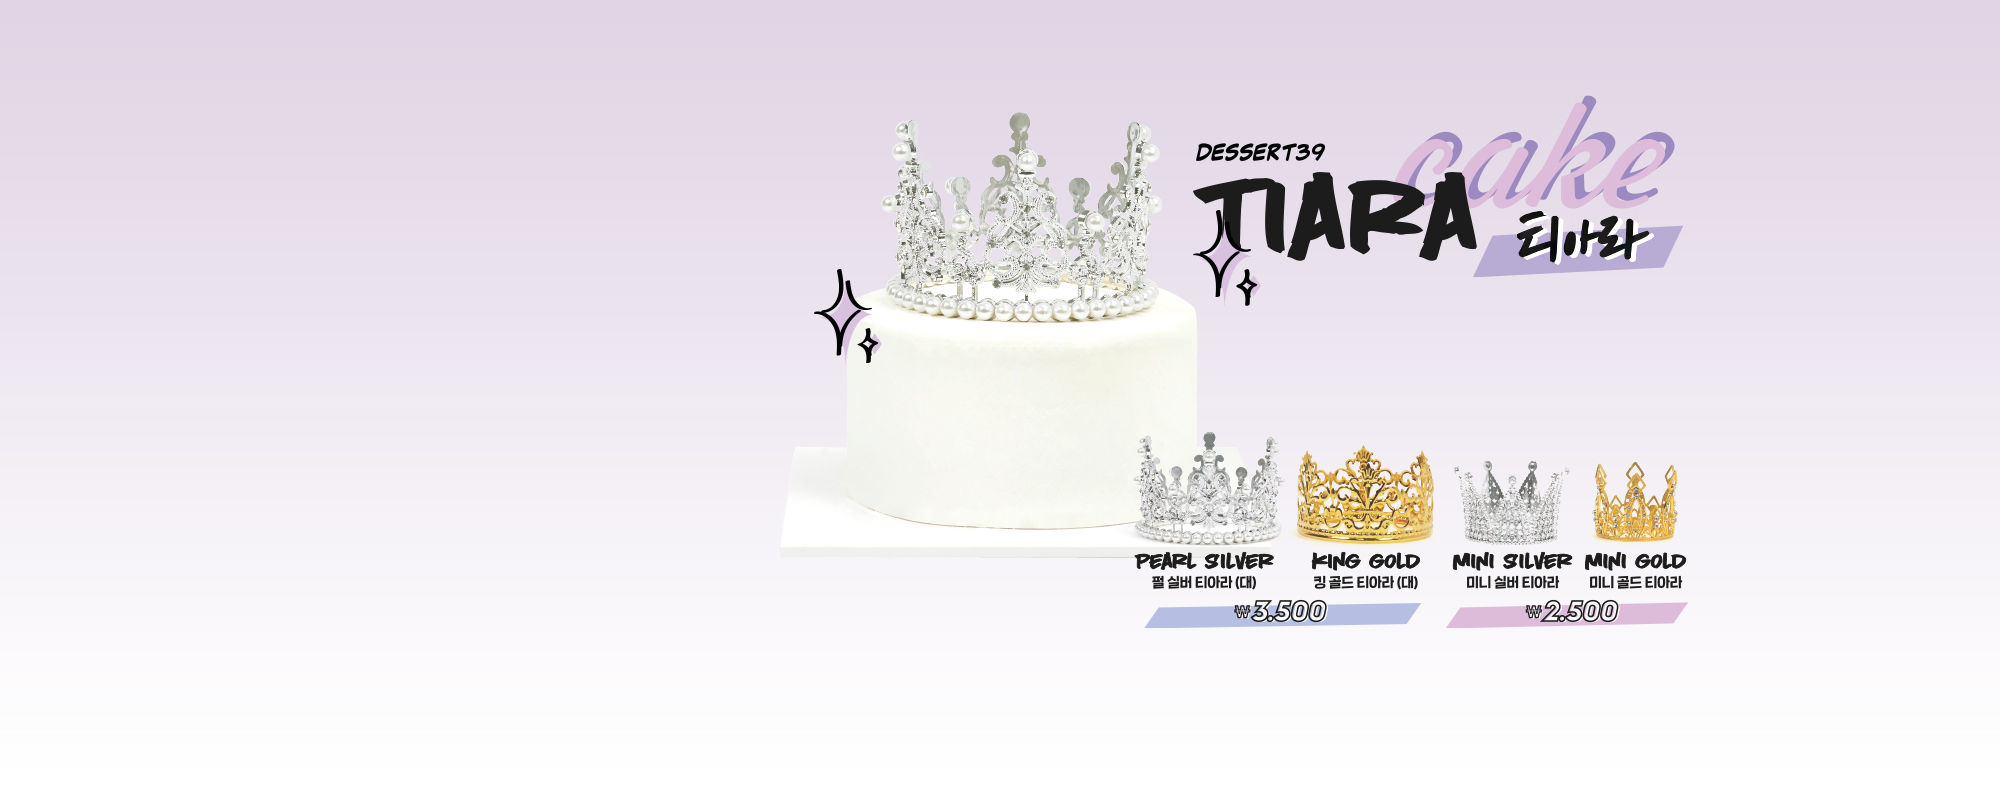 DESSERT39
cake
TIARA
티아라
PEARL SILVER
펄 실버 티아라 (대)
KING GOLD
킹 골드 티아라 (대)
₩3.500
MINI SILVER
미니 실버 티아라
MINI GOLD
미니 골드 티아라
₩2.500